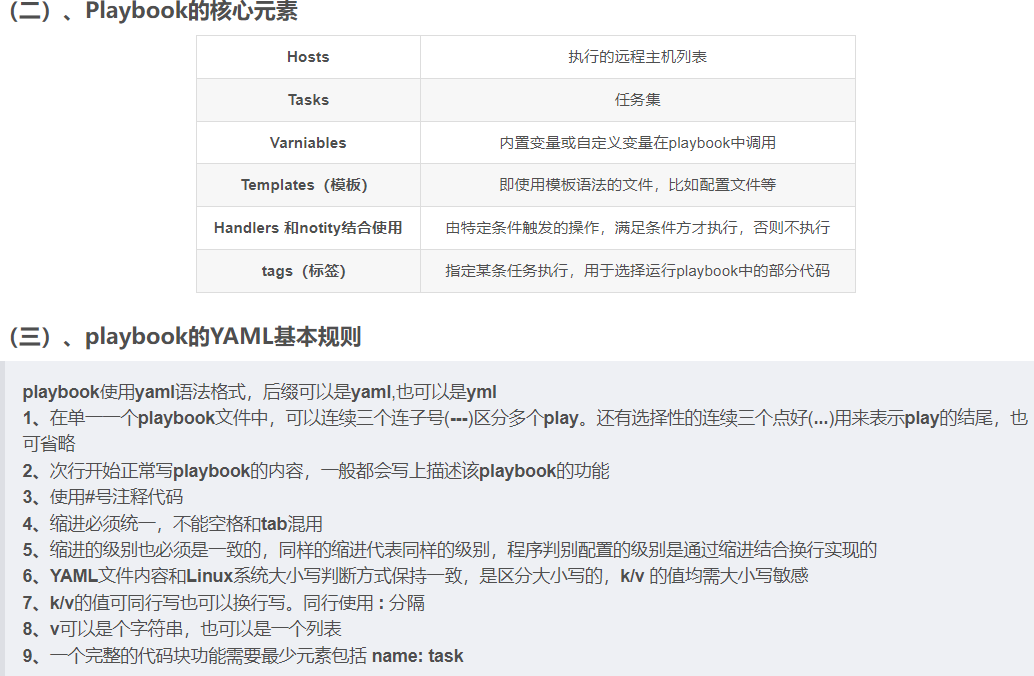 （二）、Playbook的核心元素
Hosts 执行的远程主机列表
Tasks 任务集
Varniables 内置变量或自定义变量在playbook中调用
Templates（模板） 即使用模板语法的文件，比如配置文件等
Handlers 和notity结合使用 由特定条件触发的操作，满足条件方才执行，否则不执行
tags（标签） 指定某条任务执行，用于选择运行playbook中的部分代码
（三）、playbook的YAML基本规则
playbook使用yaml语法格式，后缀可以是yaml,也可以是yml
1、在单一一个playbook文件中，可以连续三个连子号(---)区分多个play。还有选择性的连续三个点好(...)用来表示play的结尾，也
可省略
2、次行开始正常写playbook的内容，一般都会写上描述该playbook的功能
3、使用#号注释代码
4、缩进必须统一，不能空格和tab混用
5、缩进的级别也必须是一致的，同样的缩进代表同样的级别，程序判别配置的级别是通过缩进结合换行实现的
6、YAML文件内容和Linux系统大小写判断方式保持一致，是区分大小写的，k/v 的值均需大小写敏感
7、k/v的值可同行写也可以换行写。同行使用 : 分隔
8、v可以是个字符串，也可以是一个列表
9、一个完整的代码块功能需要最少元素包括 name: task